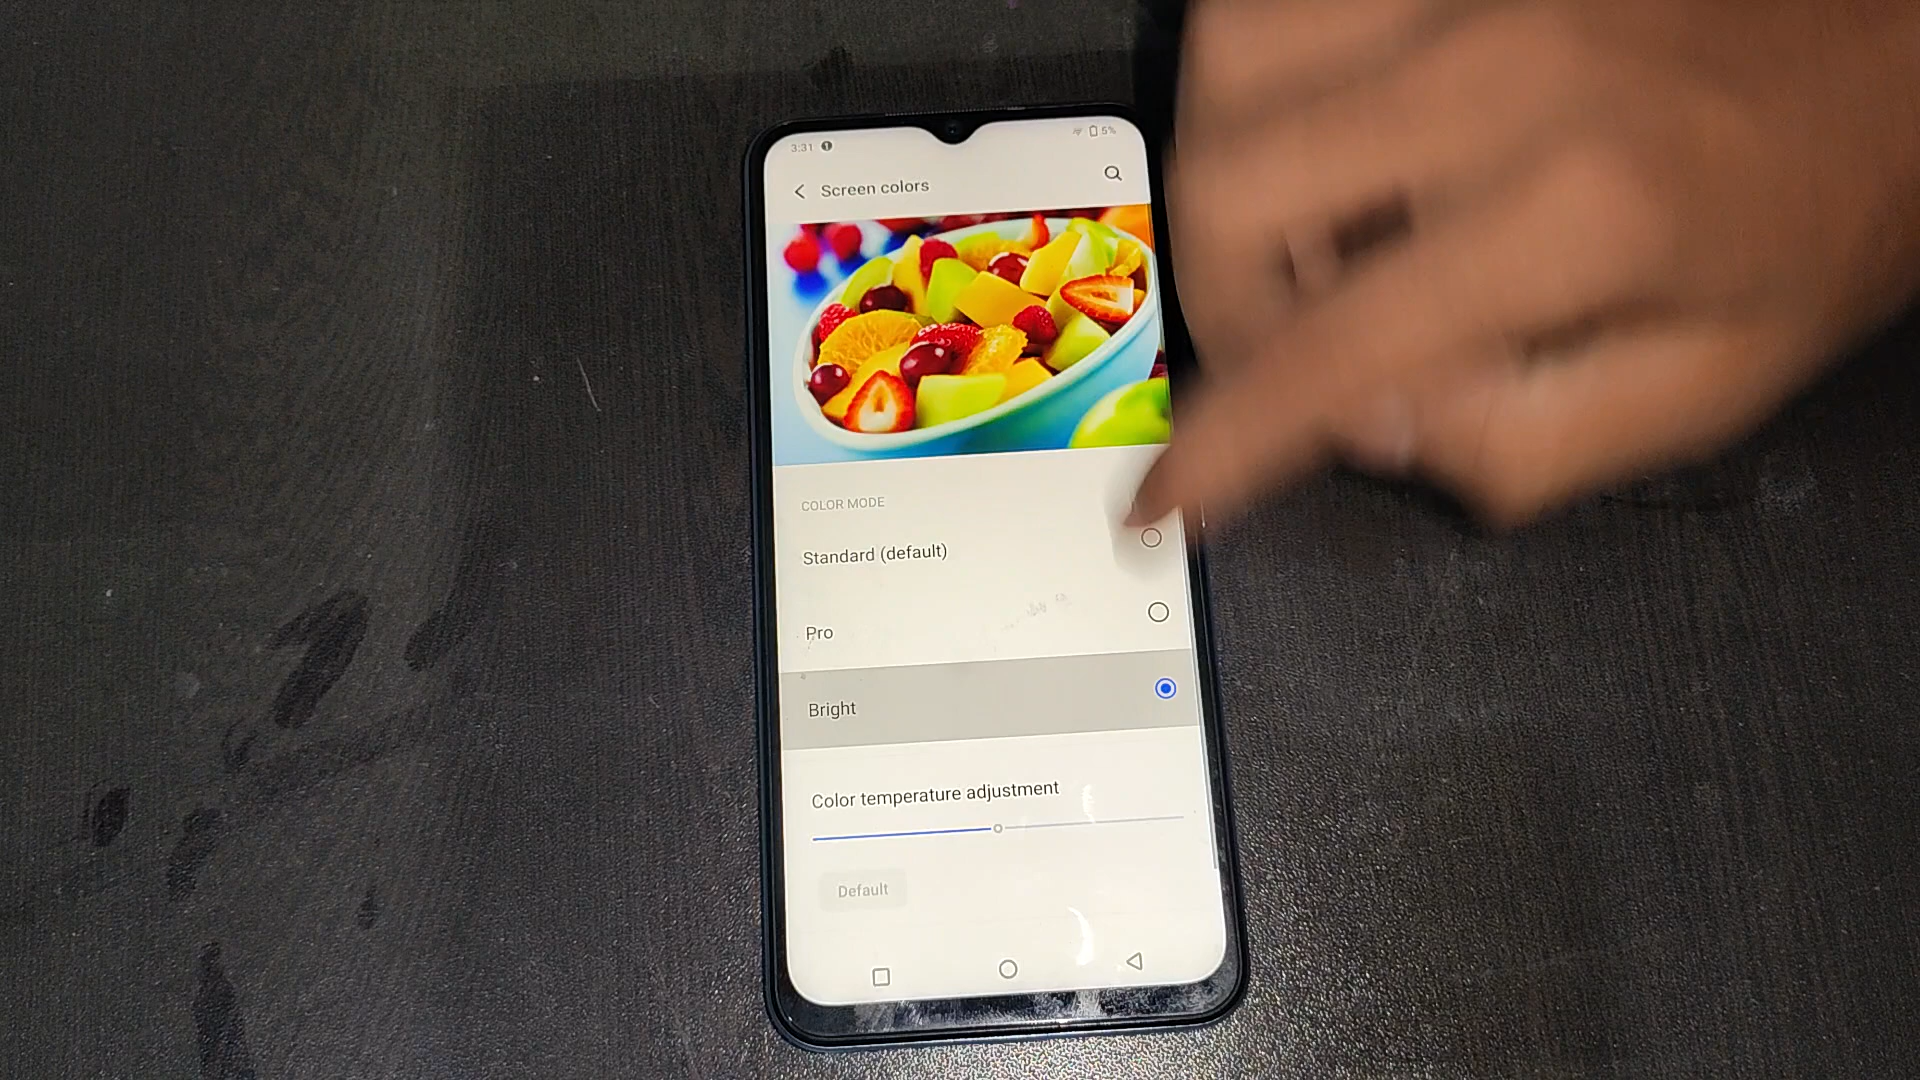 3:31
5%
Screen colors
COLOR MODE
Standard (default)
Pro
Bright
Color temperature adjustment
Default